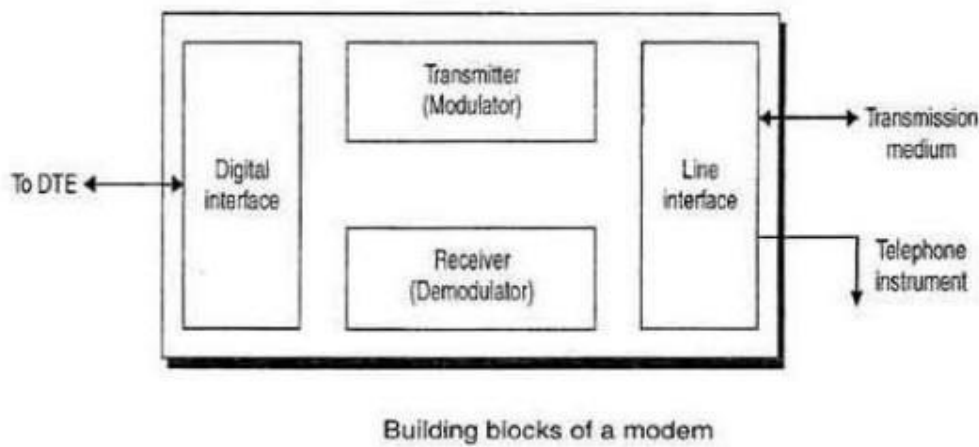 Transmitter
(Modulator)
Transmission
medium
To DTE
Digital
interface
Line
interface
Receiver
(Demodulator)
Telephone
instrument
Building blocks of a modem